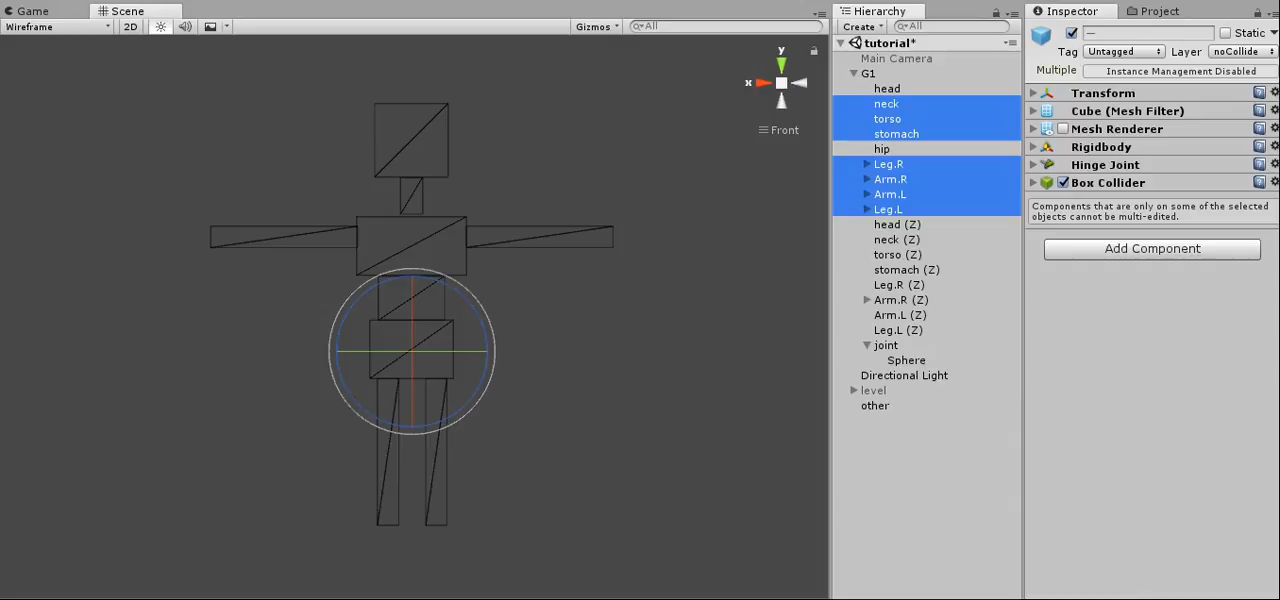 Game
Scene
Wireframe
2D
Gizmos
All
y
x
Front
Hierarchy
Create
All
tutorial*
Main Camera
G1
head
neck
torso
stomach
hip
Leg.R
Arm.R
Arm.L
Leg.L
head (Z)
neck (Z)
torso (Z)
stomach (Z)
Leg.R (Z)
Arm.R (Z)
Arm.L (Z)
Leg.L (Z)
joint
Sphere
Directional Light
level
other
Inspector
Project
—
Static
Tag Untagged Layer noCollide
Multiple Instance Management Disabled
Transform
Cube (Mesh Filter)
Mesh Renderer
Rigidbody
Hinge Joint
Box Collider
Components that are only on some of the selected
objects cannot be multi-edited.
Add Component